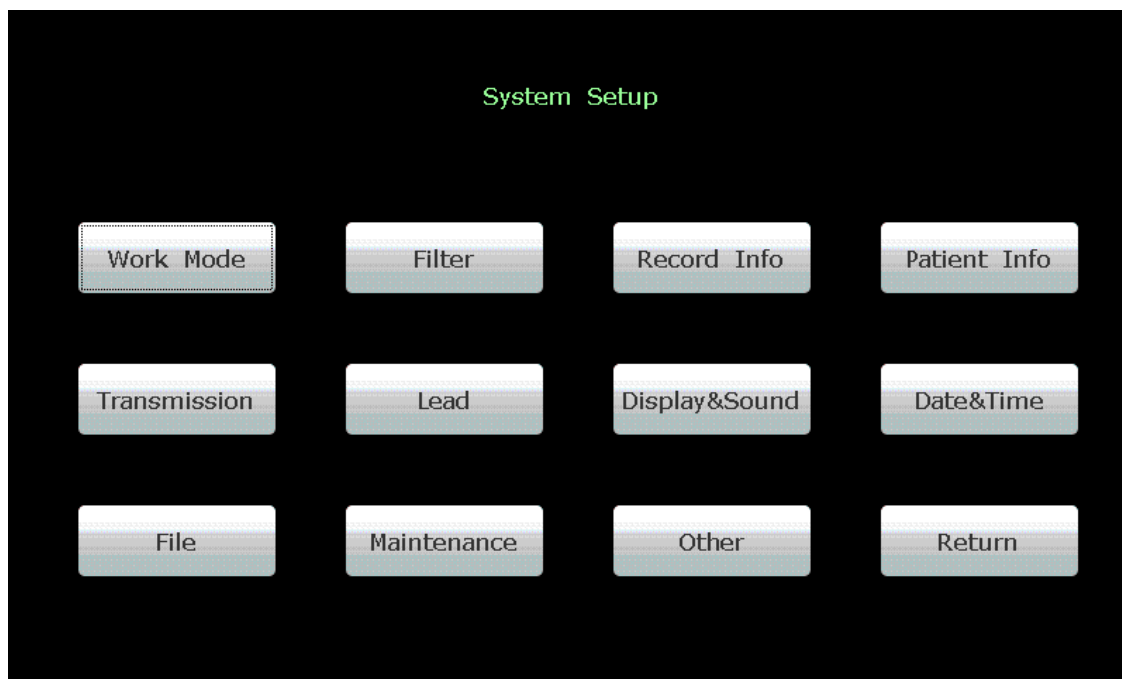 System Setup
Work Mode
Filter
Record Info
Patient Info
Transmission
Lead
Display&Sound
Date&Time
File
Maintenance
Other
Return